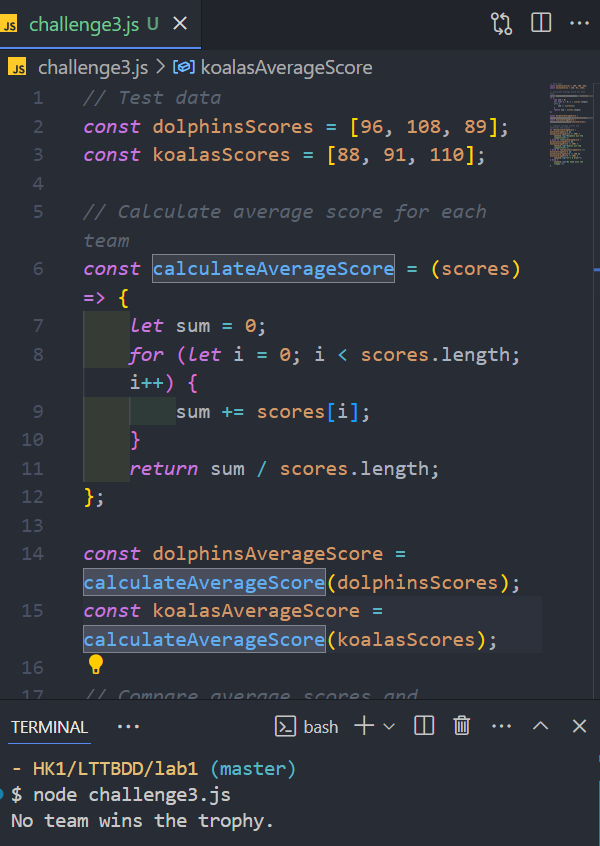 JS challenge3.js U
JS challenge3.js > koalasAverageScore
1 // Test data
2 const dolphinsScores = [96, 108, 89];
3 const koalasScores = [88, 91, 110];
4
5 // Calculate average score for each
team
6 const calculateAverageScore = (scores)
=> {
7 let sum = 0;
8 for (let i = 0; i < scores.length;
i++) {
9 sum += scores[i];
10 }
11 return sum / scores.length;
12 };
13
14 const dolphinsAverageScore =
calculateAverageScore(dolphinsScores);
15 const koalasAverageScore =
calculateAverageScore(koalasScores);
16
17 // Compare average scores and
TERMINAL ... bash
- HK1/LTTBDD/lab1 (master)
$ node challenge3.js
No team wins the trophy.